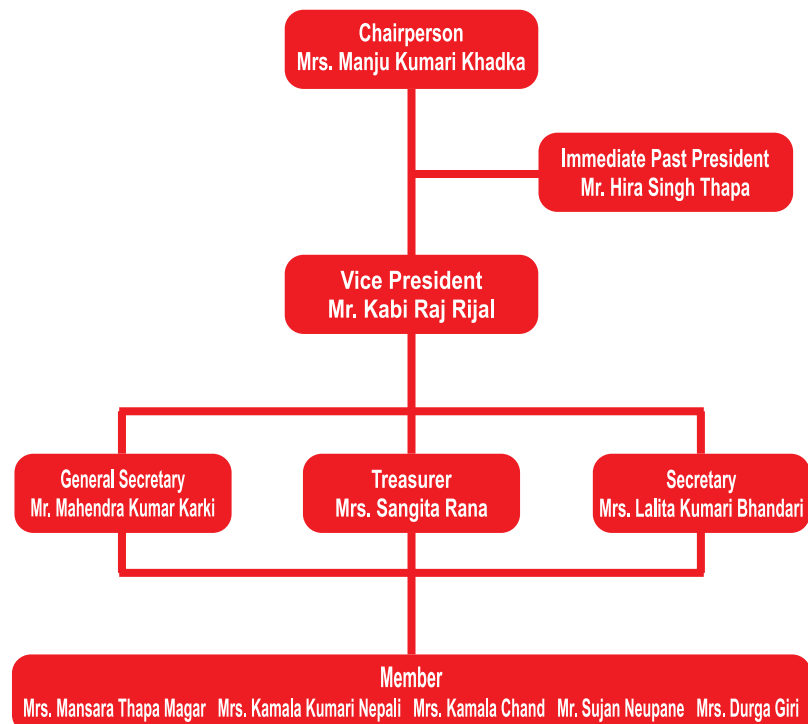 Chairperson
Mrs. Manju Kumari Khadka
Immediate Past President
Mr. Hira Singh Thapa
Vice President
Mr. Kabi Raj Rijal
General Secretary
Mr. Mahendra Kumar Karki
Treasurer
Mrs. Sangita Rana
Secretary
Mrs. Lalita Kumari Bhandari
Member
Mrs. Mansara Thapa Magar Mrs. Kamala Kumari Nepali Mrs. Kamala Chand Mr. Sujan Neupane Mrs. Durga Giri